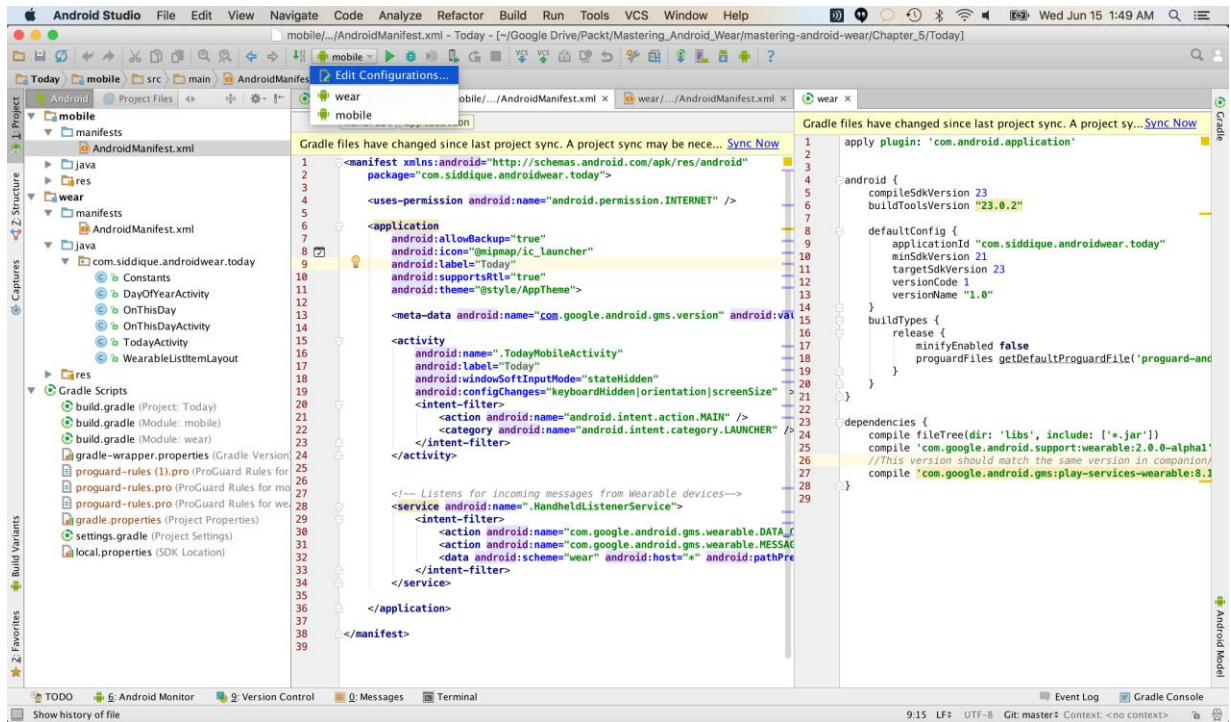 Android Studio File Edit View Navigate Code Analyze Refactor Build Run Tools VCS Window Help Wed Jun 15 1:49 AM
mobile/.../AndroidManifest.xml - Today - [~/Google Drive/Packt/Mastering_Android_Wear/mastering-android-wear/Chapter_5/Today]
mobile
Today mobile src main AndroidManifes
Edit Configurations...
wear
mobile
Android Project Files
obile/.../AndroidManifest.xml wear/.../AndroidManifest.xml wear
1: Project
Z: Structure
Captures
Build Variants
2: Favorites
mobile
manifests
AndroidManifest.xml
java
res
wear
manifests
AndroidManifest.xml
java
com.siddique.androidwear.today
Constants
DayOfYearActivity
OnThisDay
OnThisDayActivity
TodayActivity
WearableListItemLayout
res
Gradle Scripts
build.gradle (Project: Today)
build.gradle (Module: mobile)
build.gradle (Module: wear)
gradle-wrapper.properties (Gradle Version)
proguard-rules (1).pro (ProGuard Rules for
proguard-rules.pro (ProGuard Rules for mo
proguard-rules.pro (ProGuard Rules for wea
gradle.properties (Project Properties)
settings.gradle (Project Settings)
local.properties (SDK Location)
Gradle files have changed since last project sync. A project sync may be nece... Sync Now
1 <manifest xmlns:android="http://schemas.android.com/apk/res/android"
2 package="com.siddique.androidwear.today">
3
4 <uses-permission android:name="android.permission.INTERNET" />
5
6 <application
7 android:allowBackup="true"
8 android:icon="@mipmap/ic_launcher"
9 android:label="Today"
10 android:supportsRtl="true"
11 android:theme="@style/AppTheme">
12
13 <meta-data android:name="com.google.android.gms.version" android:val
14
15 <activity
16 android:name=".TodayMobileActivity"
17 android:label="Today"
18 android:windowSoftInputMode="stateHidden"
19 android:configChanges="keyboardHidden|orientation|screenSize" >
20 <intent-filter>
21 <action android:name="android.intent.action.MAIN" />
22 <category android:name="android.intent.category.LAUNCHER" />
23 </intent-filter>
24 </activity>
25
26
27 <!-- Listens for incoming messages from Wearable devices-->
28 <service android:name=".HandheldListenerService">
29 <intent-filter>
30 <action android:name="com.google.android.gms.wearable.DATA_C
31 <action android:name="com.google.android.gms.wearable.MESSAG
32 <data android:scheme="wear" android:host="*" android:pathPre
33 </intent-filter>
34 </service>
35
36 </application>
37
38 </manifest>
39
Gradle files have changed since last project sync. A project sy... Sync Now
1 apply plugin: 'com.android.application'
2
3
4 android {
5 compileSdkVersion 23
6 buildToolsVersion "23.0.2"
7
8 defaultConfig {
9 applicationId "com.siddique.androidwear.today"
10 minSdkVersion 21
11 targetSdkVersion 23
12 versionCode 1
13 versionName "1.0"
14 }
15 buildTypes {
16 release {
17 minifyEnabled false
18 proguardFiles getDefaultProguardFile('proguard-and
19 }
20 }
21 }
22
23 dependencies {
24 compile fileTree(dir: 'libs', include: ['*.jar'])
25 compile 'com.google.android.support:wearable:2.0.0-alpha1'
26 //This version should match the same version in companion/
27 compile 'com.google.android.gms:play-services-wearable:8.1
28 }
29
Gradle
Android Model
TODO 6: Android Monitor 9: Version Control 0: Messages Terminal Event Log Gradle Console
Show history of file 9:15 LF UTF-8 Git: master Context: <no context>